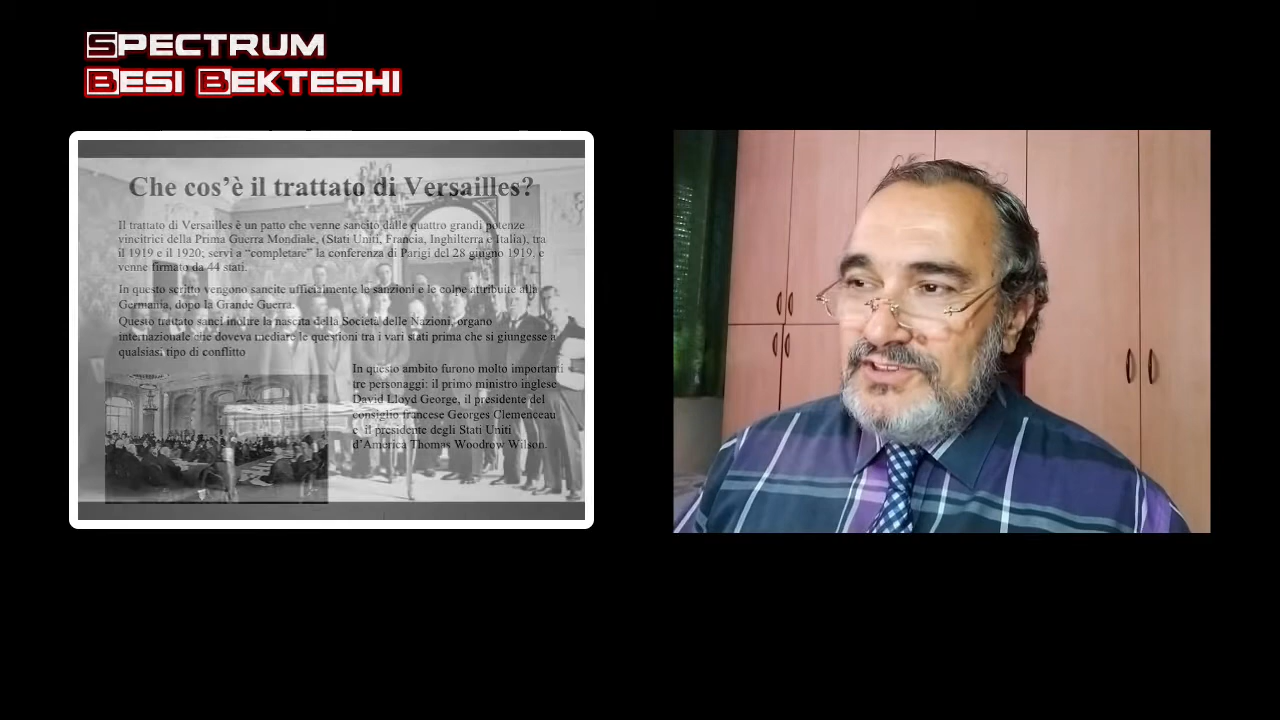 SPECTRUM
BESI BEKTESHI
Che cos'è il trattato di Versailles?
Il trattato di Versailles è un patto che venne sancito dalle quattro grandi potenze
vincitrici della Prima Guerra Mondiale, (Stati Uniti, Francia, Inghilterra e Italia), tra
il 1919 e il 1920; servì a “completare” la conferenza di Parigi del 28 giugno 1919, e
venne firmato da 44 stati.
In questo scritto vengono sancite ufficialmente le sanzioni e le colpe attribuite alla
Germania, dopo la Grande Guerra.
Questo trattato sancì inoltre la nascita della Società delle Nazioni, organo
internazionale che doveva mediare le questioni tra i vari stati prima che si giungesse a
qualsiasi tipo di conflitto
In questo ambito furono molto importanti
tre personaggi: il primo ministro inglese
David Lloyd George, il presidente del
consiglio francese Georges Clemenceau
e il presidente degli Stati Uniti
d'America Thomas Woodrow Wilson.